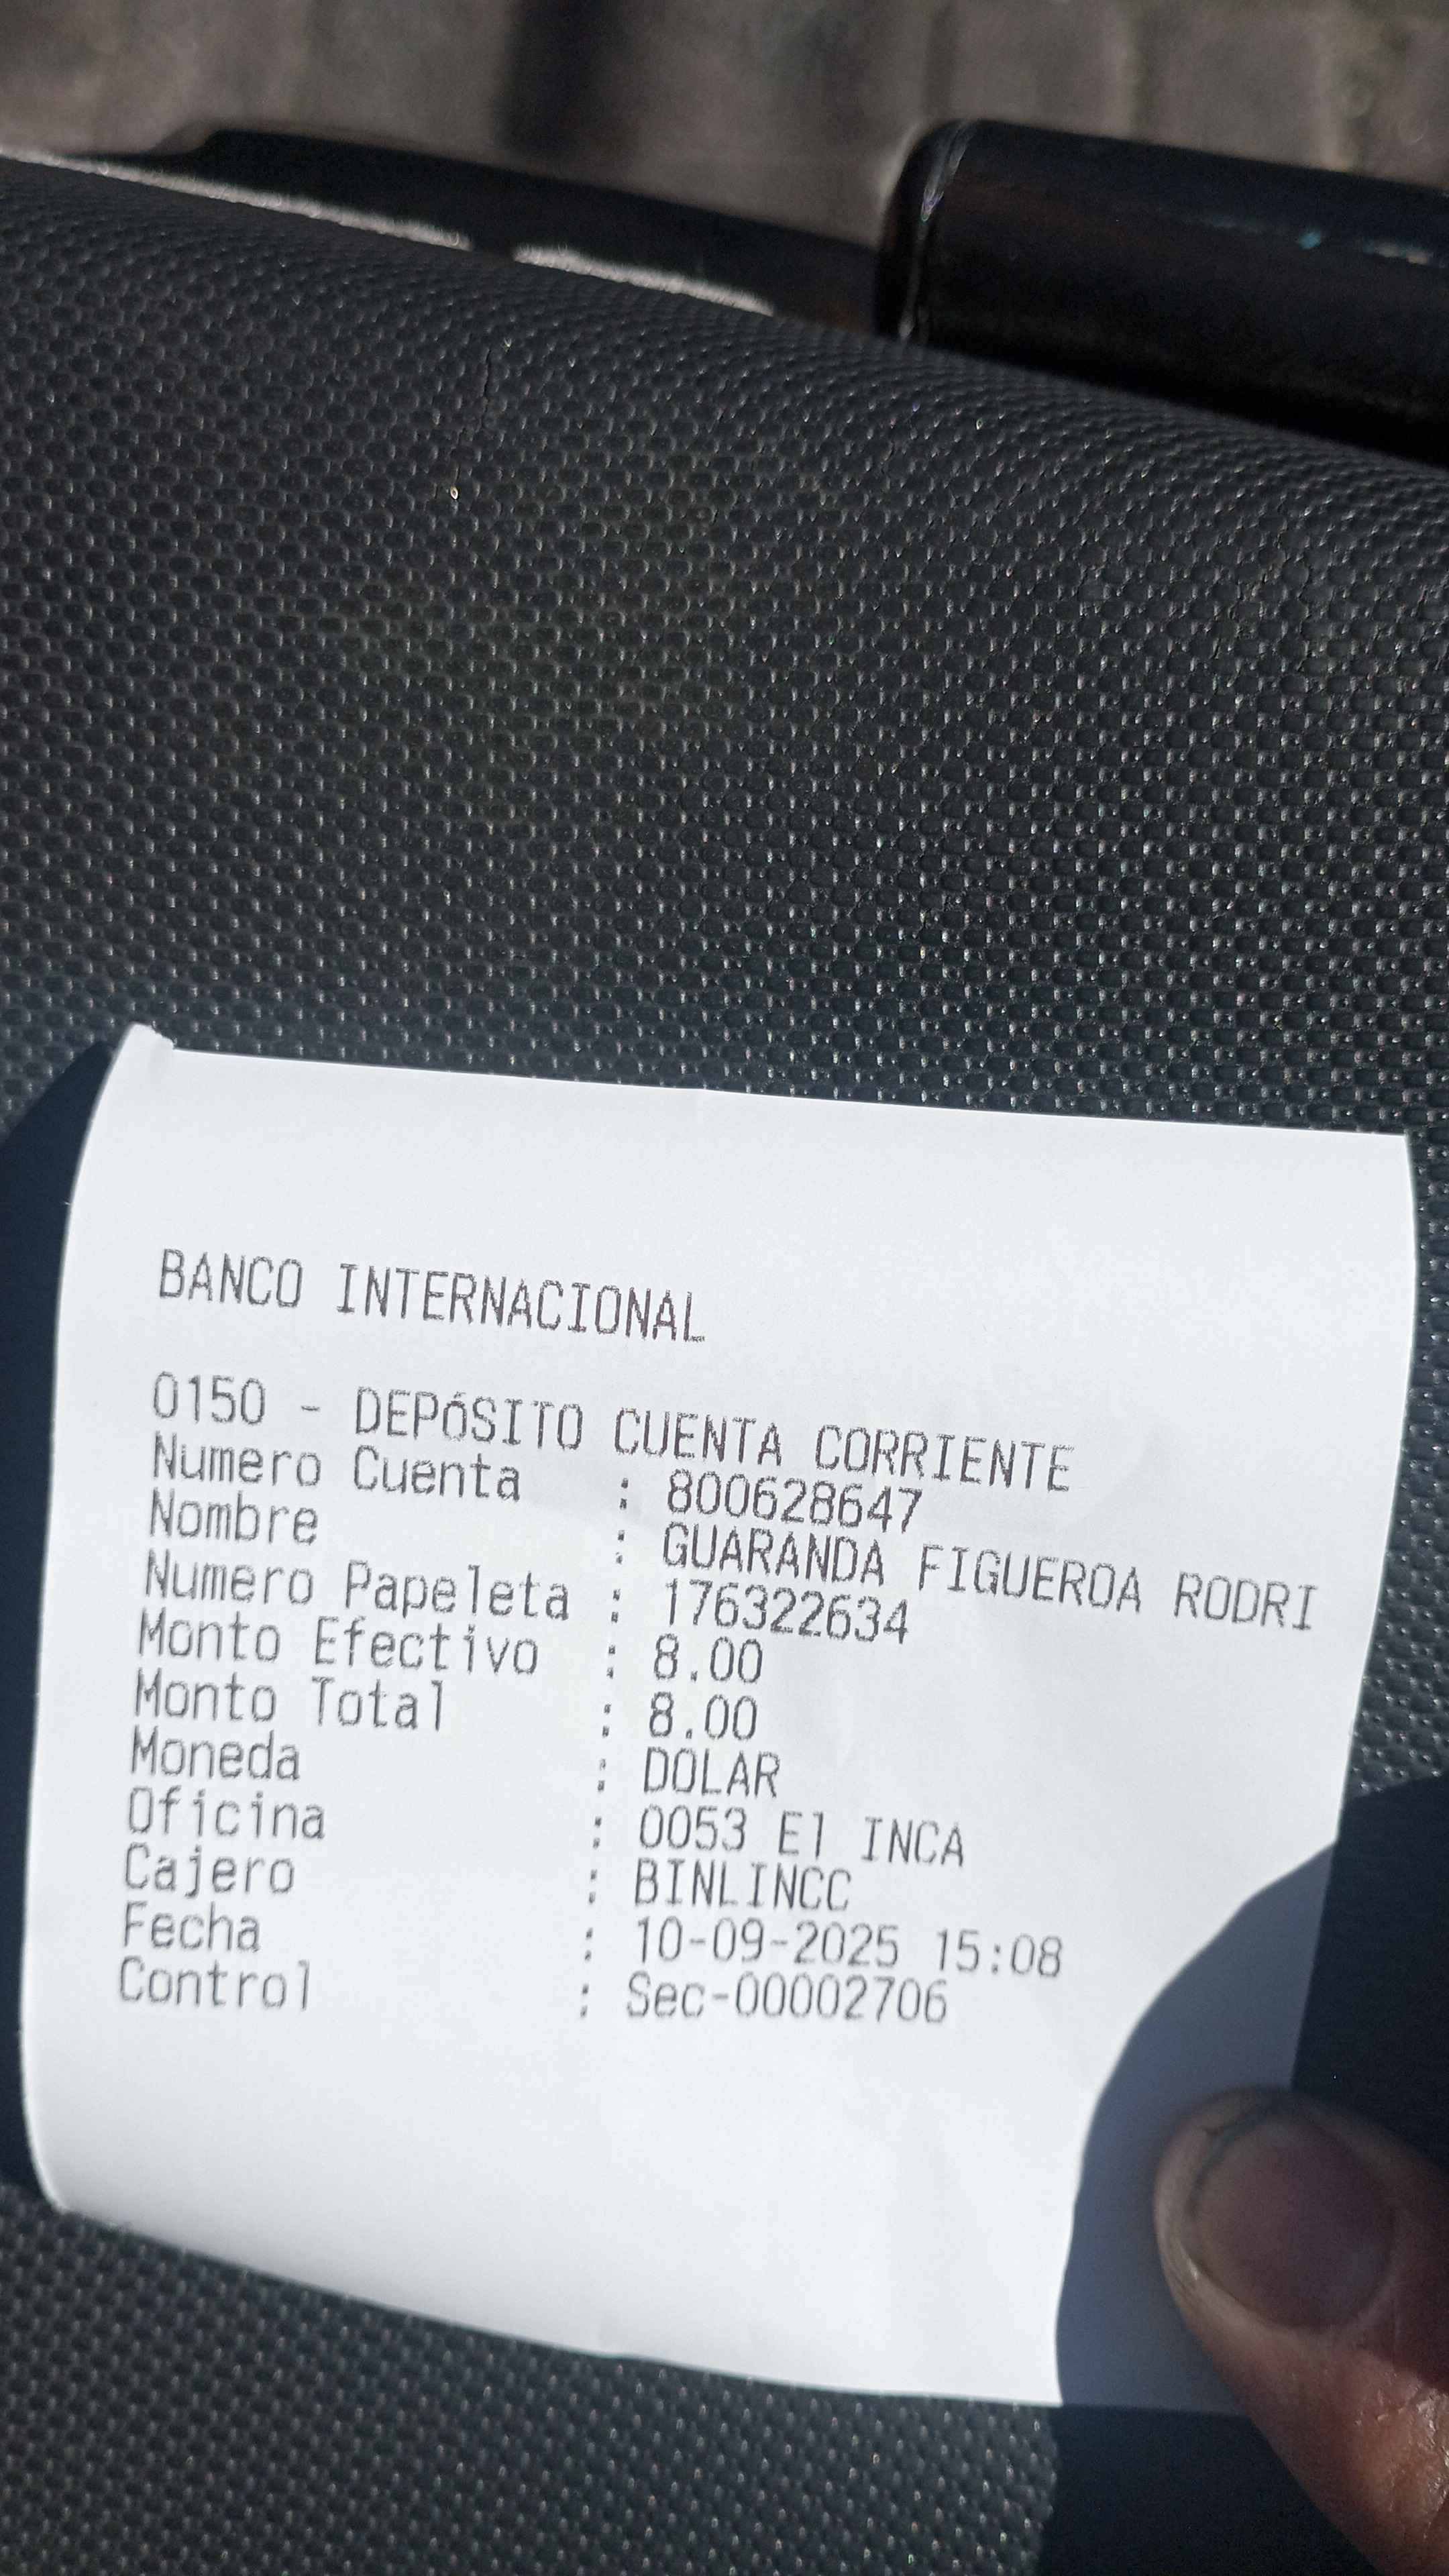 BANCO INTERNACIONAL
0150 - DEPóSITO CUENTA CORRIENTE
Numero Cuenta : 800628647
Nombre : GUARANDA FIGUEROA RODRI
Numero Papeleta : 176322634
Monto Efectivo : 8.00
Monto Total : 8.00
Moneda : DOLAR
Oficina : 0053 El INCA
Cajero : BINLINCC
Fecha : 10-09-2025 15:08
Control : Sec-00002706